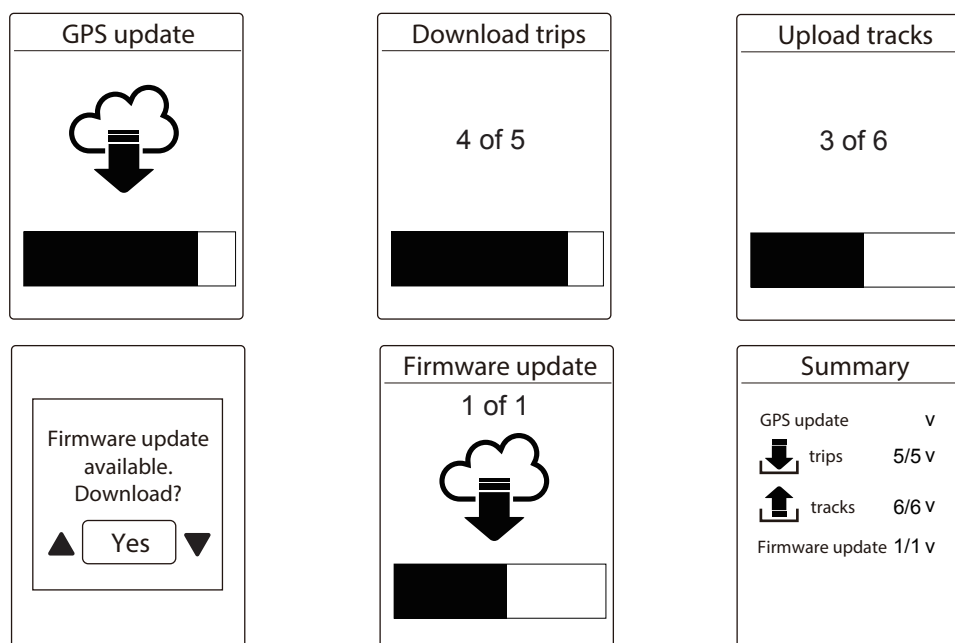 GPS update
Download trips
4 of 5
Upload tracks
3 of 6
Firmware update
available.
Download?
Yes
Firmware update
1 of 1
Summary
GPS update v
trips 5/5 v
tracks 6/6 v
Firmware update 1/1 v